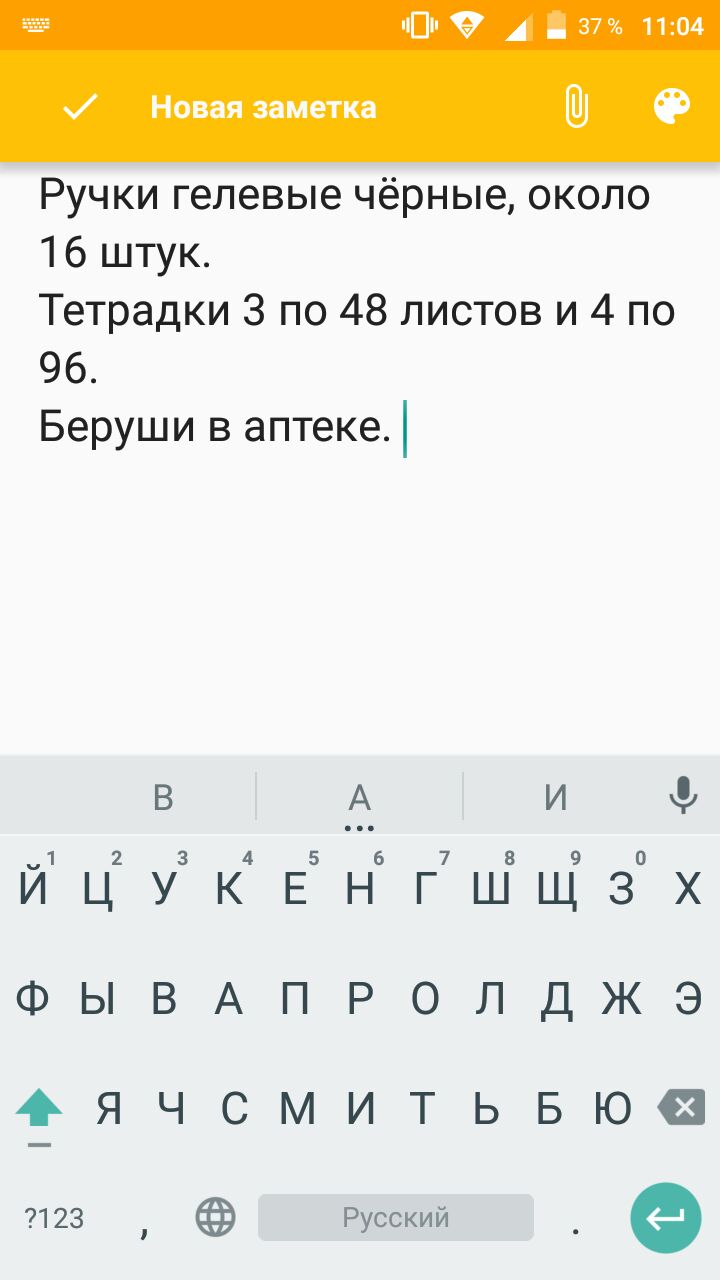 37 % 11:04
Новая заметка
Ручки гелевые чёрные, около
16 штук.
Тетрадки 3 по 48 листов и 4 по
96.
Беруши в аптеке.
В А И
1 2 3 4 5 6 7 8 9 0
Й Ц У К Е Н Г Ш Щ З Х
Ф Ы В А П Р О Л Д Ж Э
Я Ч С М И Т Ь Б Ю
?123 , Русский .